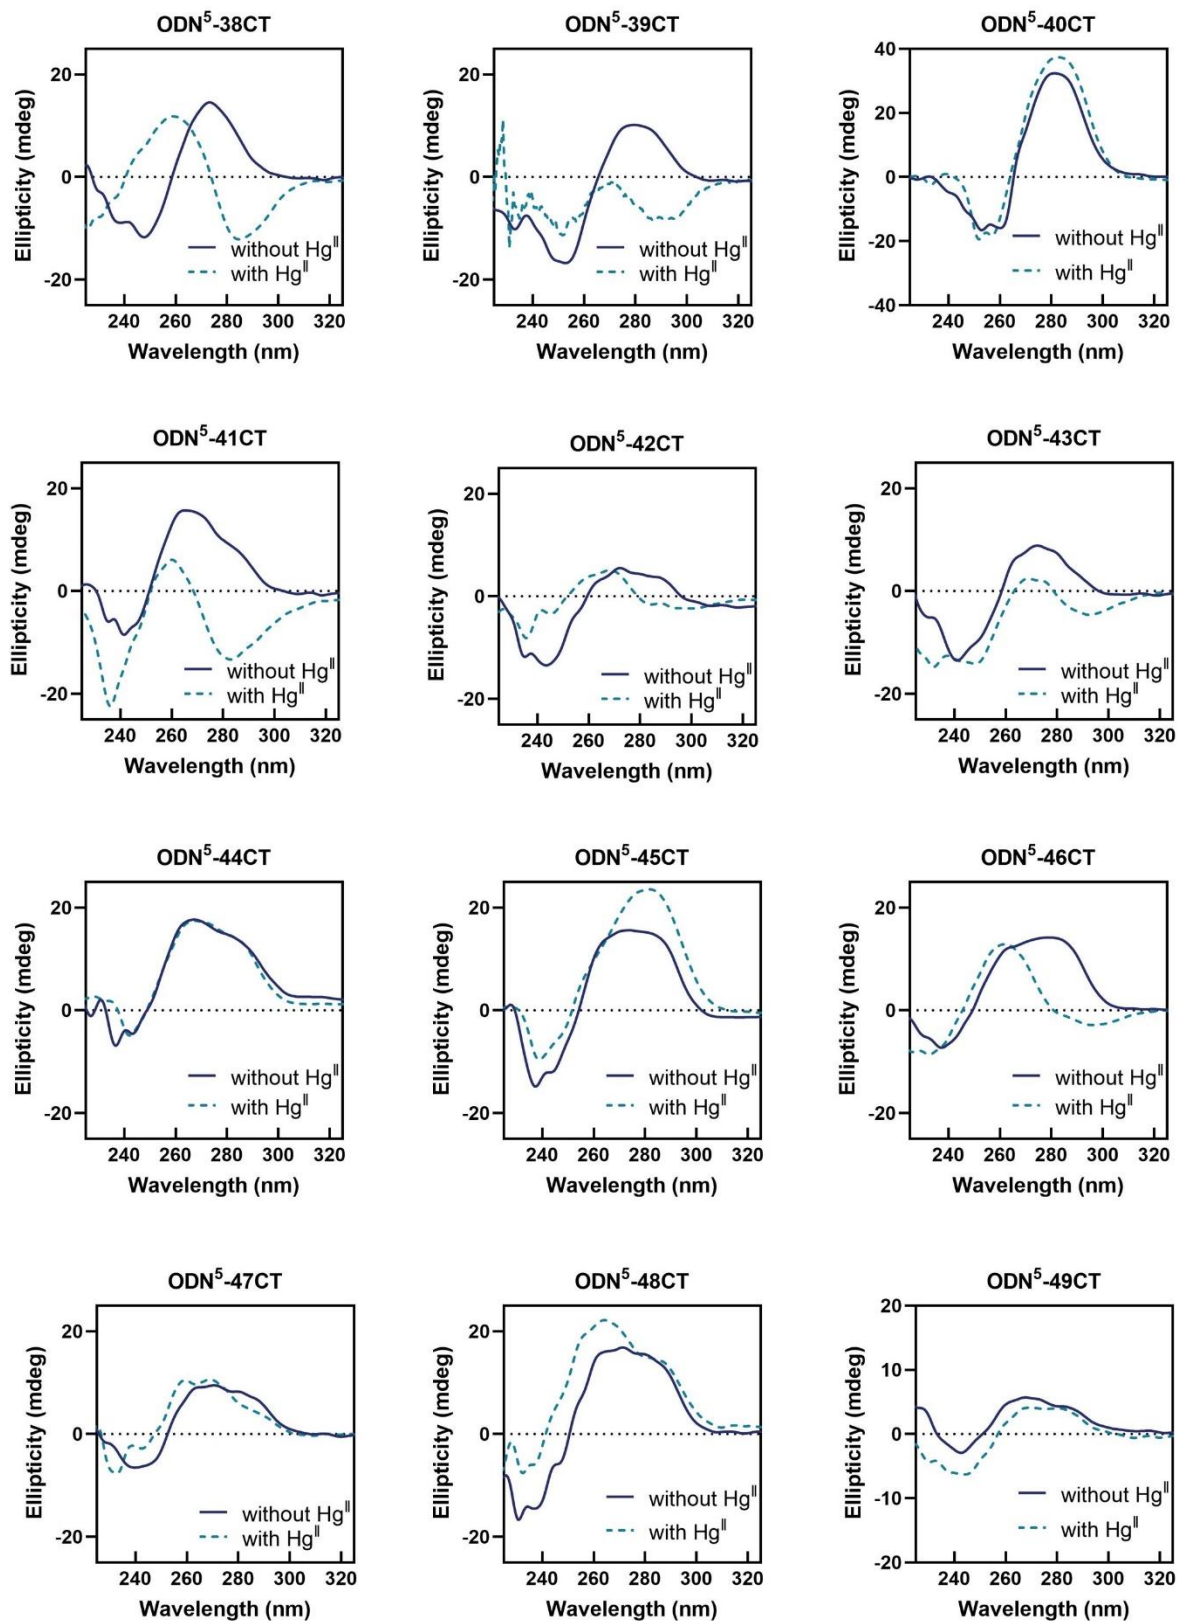 ODN⁵-38CT
Ellipticity (mdeg)
20
0
-20
without Hgᴵᴵ
with Hgᴵᴵ
240 260 280 300 320
Wavelength (nm)
ODN⁵-39CT
Ellipticity (mdeg)
20
0
-20
without Hgᴵᴵ
with Hgᴵᴵ
240 260 280 300 320
Wavelength (nm)
ODN⁵-40CT
Ellipticity (mdeg)
40
20
0
-20
-40
without Hgᴵᴵ
with Hgᴵᴵ
240 260 280 300 320
Wavelength (nm)
ODN⁵-41CT
Ellipticity (mdeg)
20
0
-20
without Hgᴵᴵ
with Hgᴵᴵ
240 260 280 300 320
Wavelength (nm)
ODN⁵-42CT
Ellipticity (mdeg)
20
0
-20
without Hgᴵᴵ
with Hgᴵᴵ
240 260 280 300 320
Wavelength (nm)
ODN⁵-43CT
Ellipticity (mdeg)
20
0
-20
without Hgᴵᴵ
with Hgᴵᴵ
240 260 280 300 320
Wavelength (nm)
ODN⁵-44CT
Ellipticity (mdeg)
20
0
-20
without Hgᴵᴵ
with Hgᴵᴵ
240 260 280 300 320
Wavelength (nm)
ODN⁵-45CT
Ellipticity (mdeg)
20
0
-20
without Hgᴵᴵ
with Hgᴵᴵ
240 260 280 300 320
Wavelength (nm)
ODN⁵-46CT
Ellipticity (mdeg)
20
0
-20
without Hgᴵᴵ
with Hgᴵᴵ
240 260 280 300 320
Wavelength (nm)
ODN⁵-47CT
Ellipticity (mdeg)
20
0
-20
without Hgᴵᴵ
with Hgᴵᴵ
240 260 280 300 320
Wavelength (nm)
ODN⁵-48CT
Ellipticity (mdeg)
20
0
-20
without Hgᴵᴵ
with Hgᴵᴵ
240 260 280 300 320
Wavelength (nm)
ODN⁵-49CT
Ellipticity (mdeg)
20
10
0
-10
-20
without Hgᴵᴵ
with Hgᴵᴵ
240 260 280 300 320
Wavelength (nm)